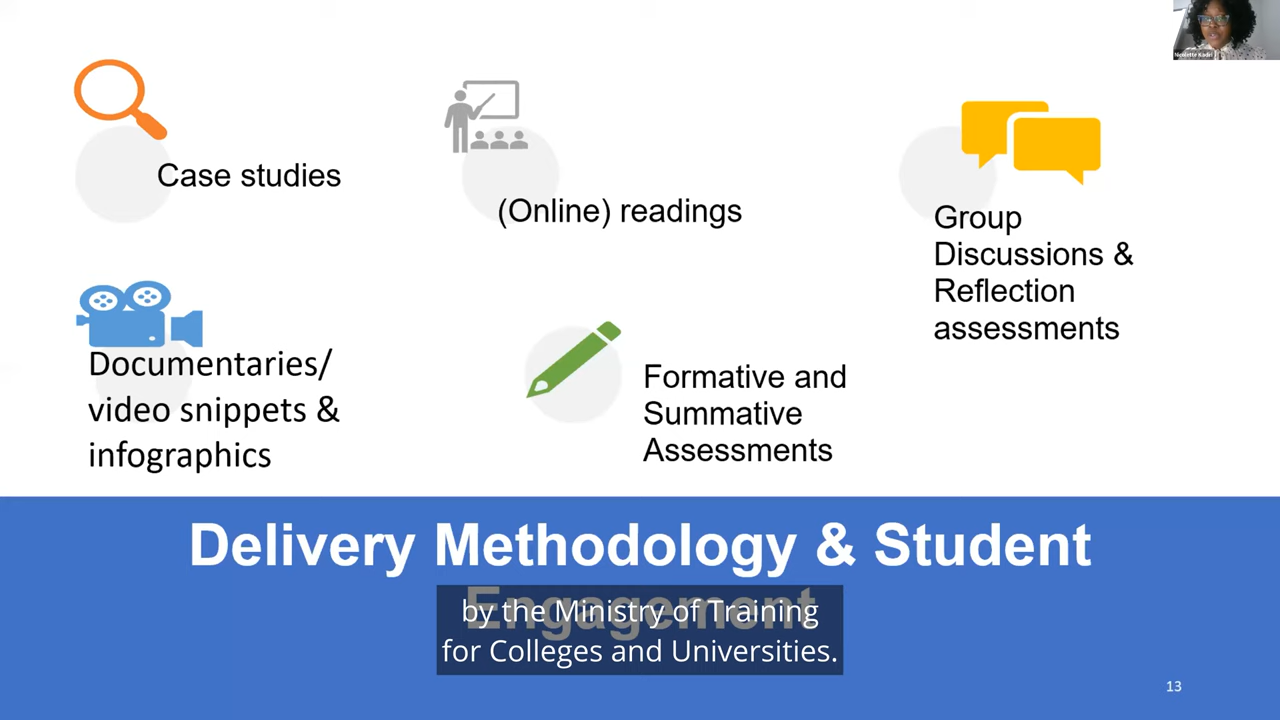 Case studies
(Online) readings
Group
Discussions &
Reflection
assessments
Documentaries/
video snippets &
infographics
Formative and
Summative
Assessments
Delivery Methodology & Student
Engagement
by the Ministry of Training
for Colleges and Universities.
13